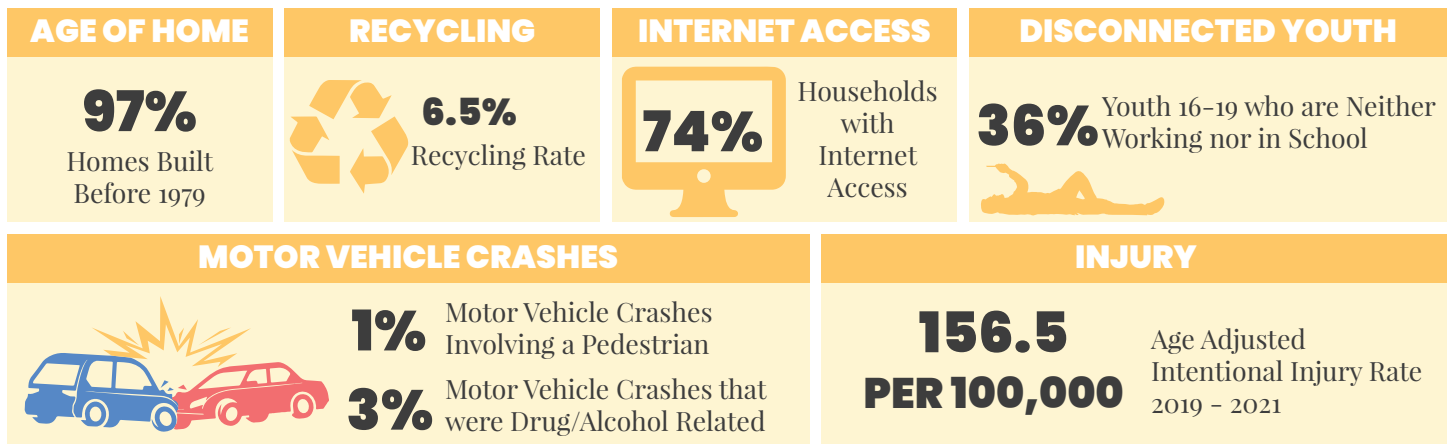 AGE OF HOME
97%
Homes Built
Before 1979
RECYCLING
6.5%
Recycling Rate
INTERNET ACCESS
74%
Households
with
Internet
Access
DISCONNECTED YOUTH
36%
Youth 16-19 who are Neither
Working nor in School
MOTOR VEHICLE CRASHES
1%
Motor Vehicle Crashes
Involving a Pedestrian
3%
Motor Vehicle Crashes that
were Drug/Alcohol Related
INJURY
156.5
PER 100,000
Age Adjusted
Intentional Injury Rate
2019 - 2021